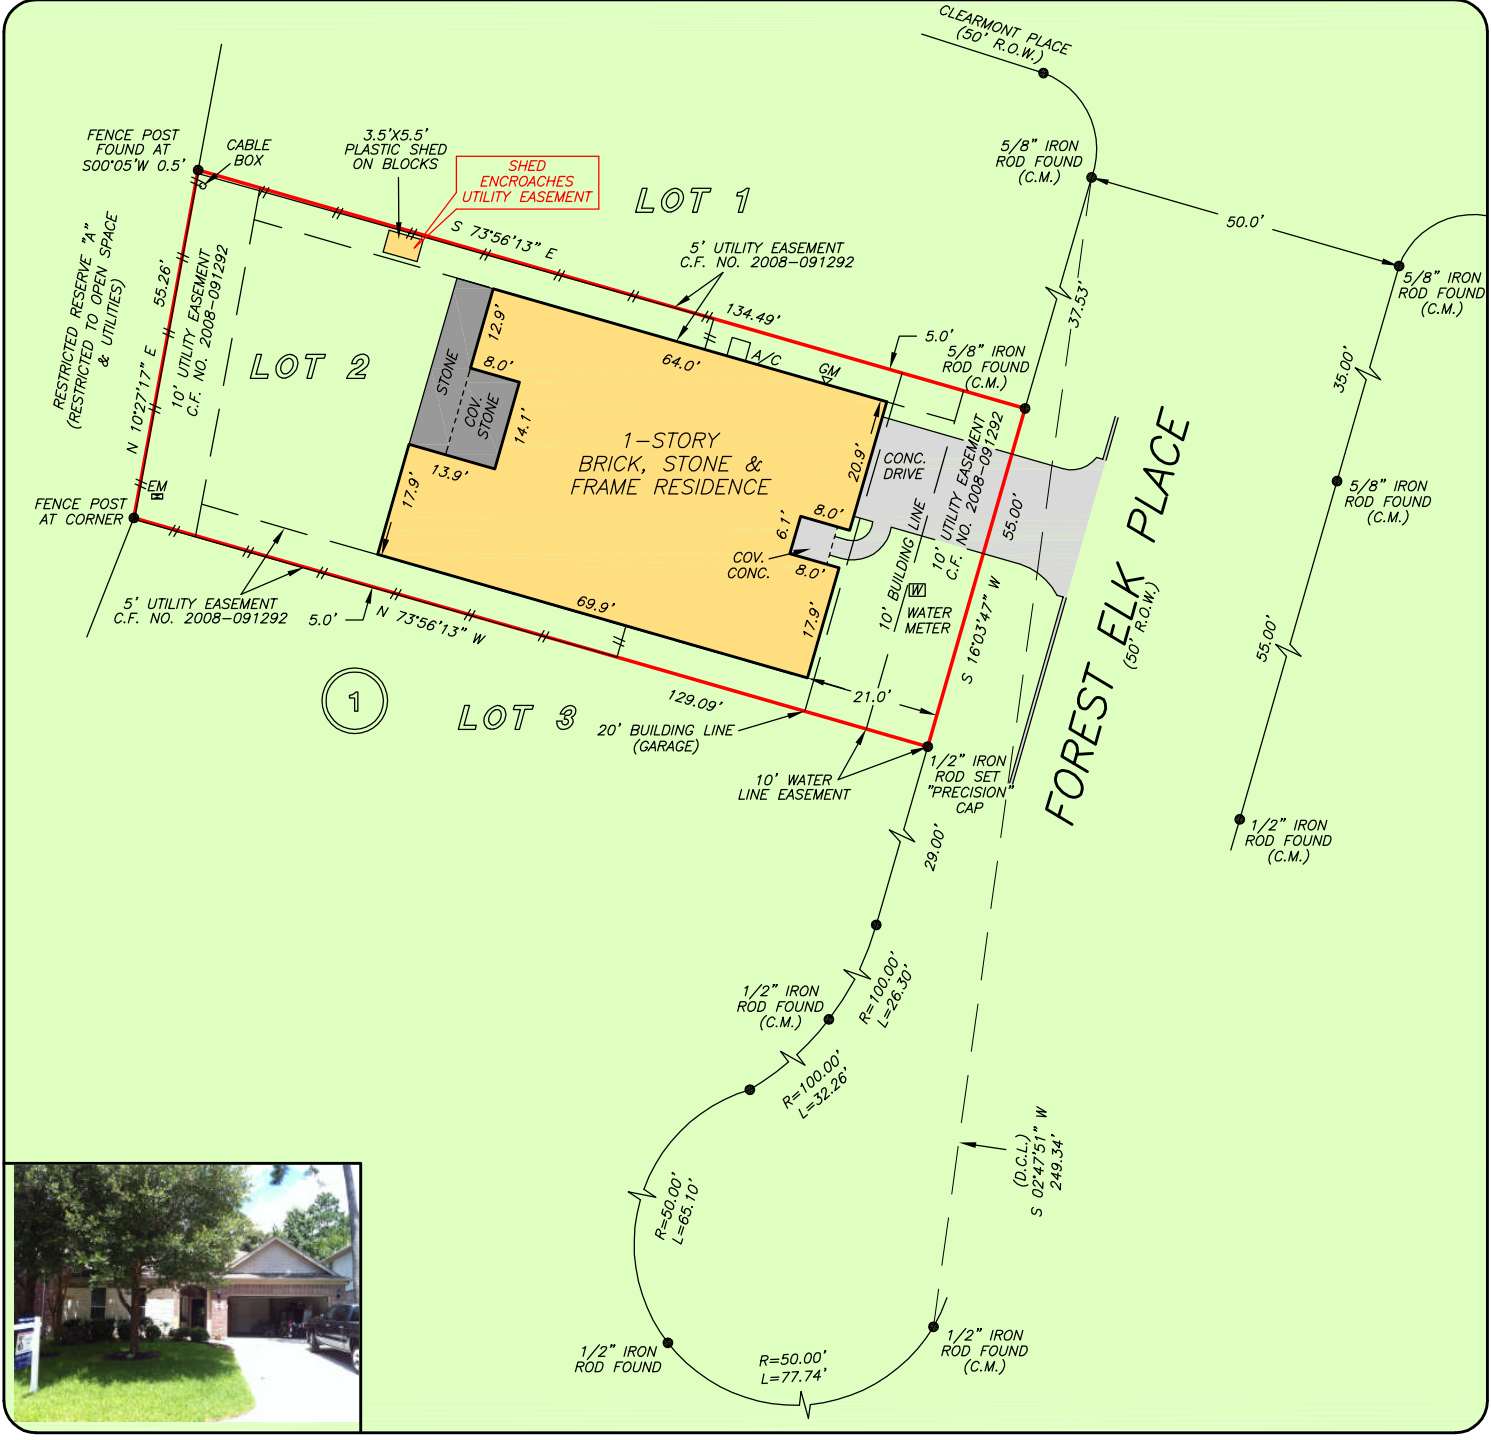 CLEARMONT PLACE
(50' R.O.W.)
FENCE POST
FOUND AT
S00°05'W 0.5'
CABLE
BOX
3.5'X5.5'
PLASTIC SHED
ON BLOCKS
SHED
ENCROACHES
UTILITY EASEMENT
LOT 1
5/8" IRON
ROD FOUND
(C.M.)
50.0'
5/8" IRON
ROD FOUND
(C.M.)
S 73°56'13" E
134.49'
5' UTILITY EASEMENT
C.F. NO. 2008-091292
37.53'
5.0'
5/8" IRON
ROD FOUND
(C.M.)
35.00'
RESTRICTED RESERVE "A"
(RESTRICTED TO OPEN SPACE
& UTILITIES)
N 10°27'17" E
55.26'
10' UTILITY EASEMENT
C.F. NO. 2008-091292
LOT 2
STONE
COV.
STONE
12.9'
8.0'
14.1'
13.9'
17.9'
64.0'
A/C
GM
1-STORY
BRICK, STONE &
FRAME RESIDENCE
20.9'
CONC.
DRIVE
8.0'
6.1'
COV.
CONC.
8.0'
17.9'
69.9'
10' BUILDING LINE
10' UTILITY EASEMENT
C.F. NO. 2008-091292
55.00'
S 16°03'47" W
W
WATER
METER
FOREST ELK PLACE
(50' R.O.W.)
5/8" IRON
ROD FOUND
(C.M.)
55.00'
EM
FENCE POST
AT CORNER
5' UTILITY EASEMENT
C.F. NO. 2008-091292
5.0'
N 73°56'13" W
129.09'
21.0'
1
LOT 3
20' BUILDING LINE
(GARAGE)
10' WATER
LINE EASEMENT
1/2" IRON
ROD SET
"PRECISION"
CAP
1/2" IRON
ROD FOUND
(C.M.)
29.00'
R=100.00'
L=26.30'
1/2" IRON
ROD FOUND
(C.M.)
R=100.00'
L=32.26'
(D.C.L.)
S 02°47'51" W
249.34'
R=50.00'
L=65.10'
1/2" IRON
ROD FOUND
R=50.00'
L=77.74'
1/2" IRON
ROD FOUND
(C.M.)